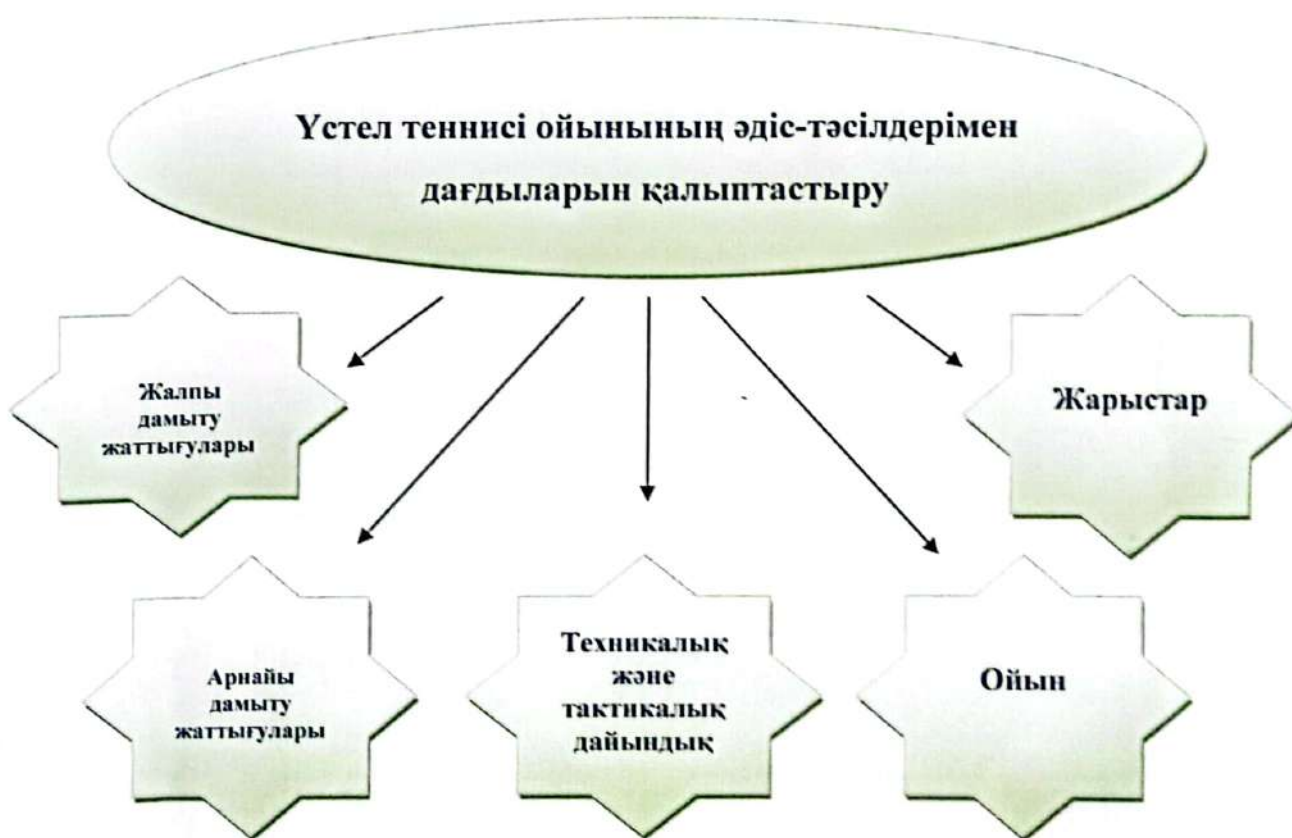 Үстел теннисі ойынының әдіс-тәсілдерімен
дағдыларын қалыптастыру
Жалпы
дамыту
жаттығулары
Жарыстар
Арнайы
дамыту
жаттығулары
Техникалық
және
тактикалық
дайындық
Ойын